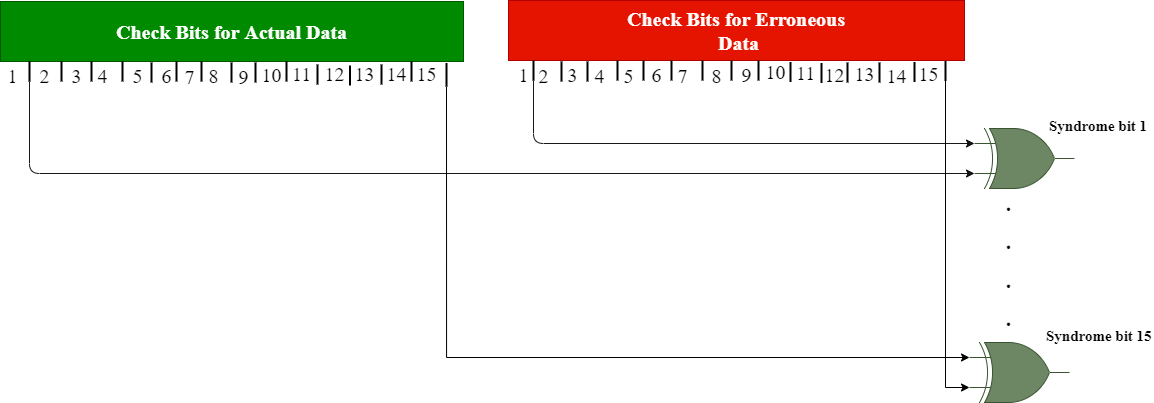 Check Bits for Actual Data
Check Bits for Erroneous
Data
1 2 3 4 5 6 7 8 9 10 11 12 13 14 15
1 2 3 4 5 6 7 8 9 10 11 12 13 14 15
Syndrome bit 1
.
.
.
.
Syndrome bit 15